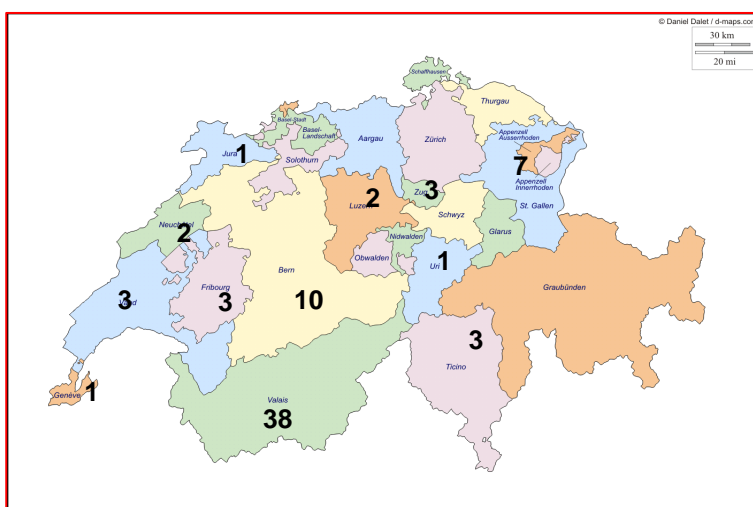 © Daniel Dalet / d-maps.com
30 km
20 mi
Schaffhausen
Thurgau
Basel-Stadt
Basel-Landschaft
Aargau
Zürich
Appenzell
Ausserrhoden
7
Jura
1
Solothurn
Appenzell
Innerrhoden
St. Gallen
Luzern
2
Zug
3
Schwyz
Neuchâtel
2
Nidwalden
Glarus
Obwalden
Uri
1
Bern
10
Fribourg
3
Vaud
3
Graubünden
Ticino
3
Genève
1
Valais
38